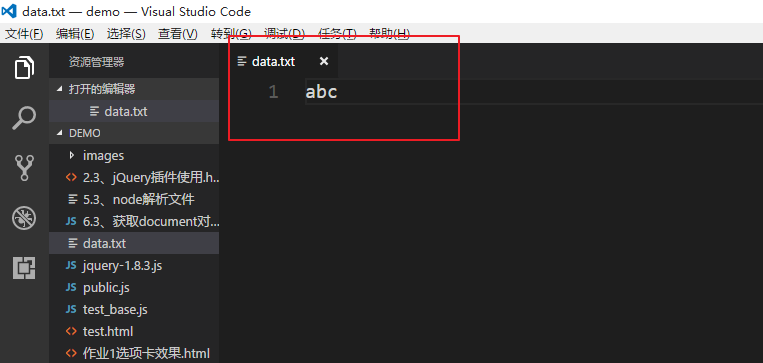 data.txt — demo — Visual Studio Code
文件(F) 编辑(E) 选择(S) 查看(V) 转到(G) 调试(D) 任务(T) 帮助(H)
资源管理器
打开的编辑器
data.txt
DEMO
images
2.3、jQuery插件使用.h...
5.3、node解析文件
JS 6.3、获取document对...
data.txt
JS jquery-1.8.3.js
JS public.js
JS test_base.js
test.html
作业1选项卡效果.html
data.txt ×
1 abc